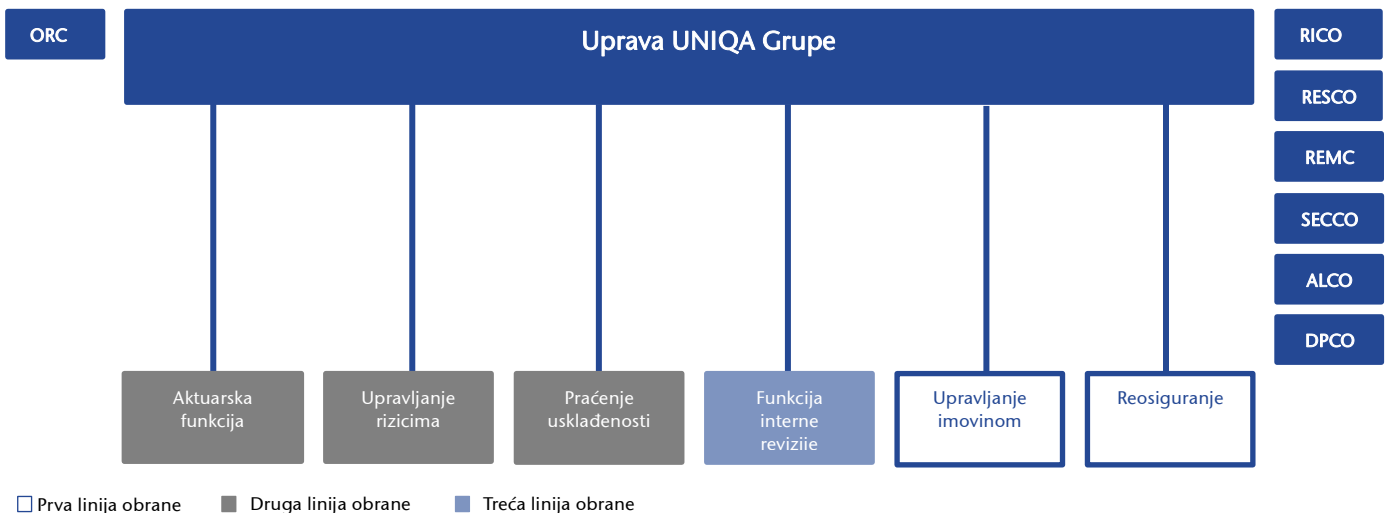 ORC
Uprava UNIQA Grupe
RICO
RESCO
REMC
SECCO
ALCO
DPCO
Aktuarska
funkcija
Upravljanje
rizicima
Praćenje
usklađenosti
Funkcija
interne
revizije
Upravljanje
imovinom
Reosiguranje
Prva linija obrane
Druga linija obrane
Treća linija obrane